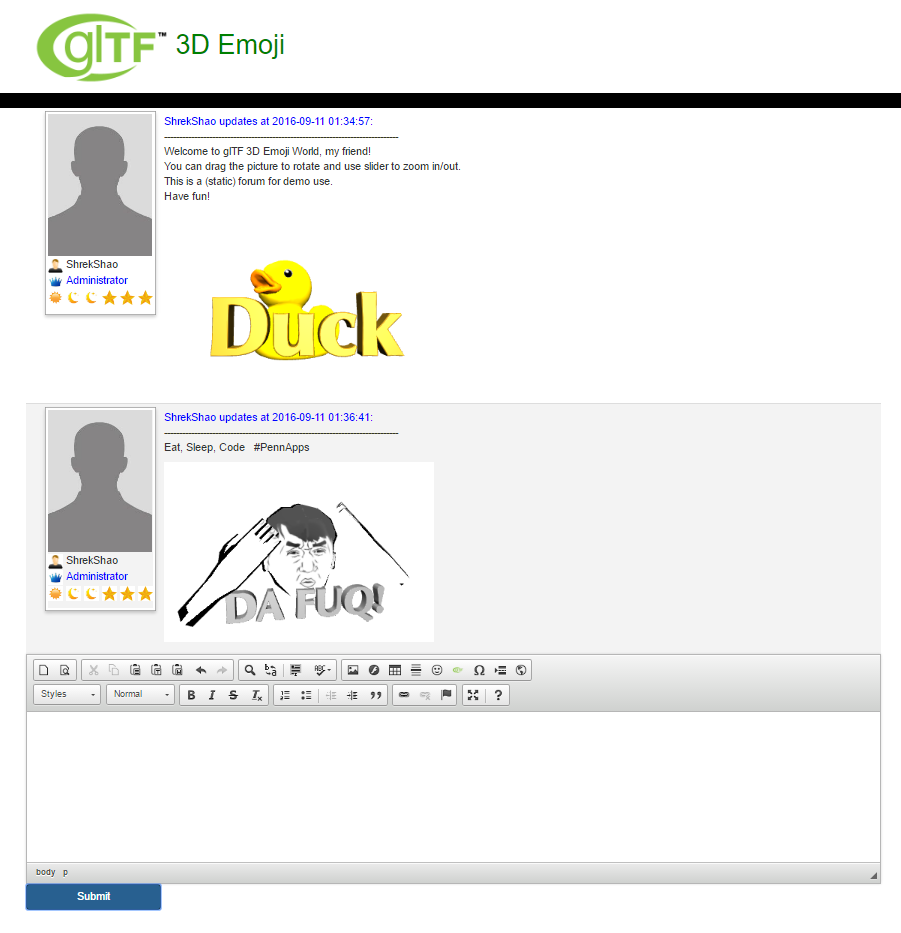 glTF™ 3D Emoji
ShrekShao updates at 2016-09-11 01:34:57:
------------------------------------------------------------------------------
Welcome to glTF 3D Emoji World, my friend!
You can drag the picture to rotate and use slider to zoom in/out.
This is a (static) forum for demo use.
Have fun!
ShrekShao
Administrator
Duck
ShrekShao updates at 2016-09-11 01:36:41:
------------------------------------------------------------------------------
Eat, Sleep, Code #PennApps
ShrekShao
Administrator
DA FUQ!
Styles Normal B I S Tx ?
body p
Submit